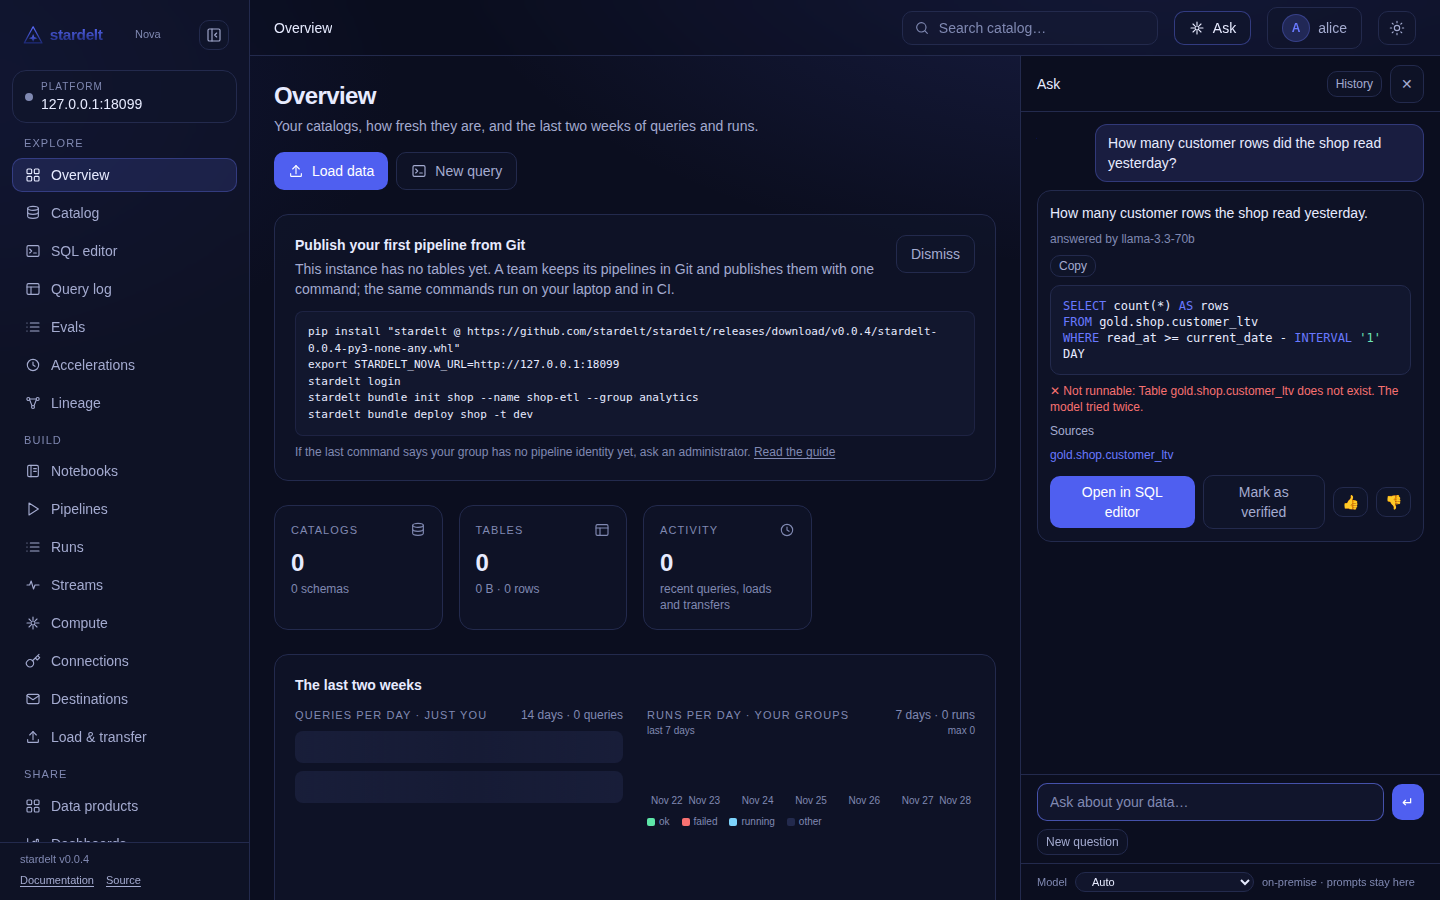 stardelt
Nova
PLATFORM
127.0.0.1:18099
EXPLORE
Overview
Catalog
SQL editor
Query log
Evals
Accelerations
Lineage
BUILD
Notebooks
Pipelines
Runs
Streams
Compute
Connections
Destinations
Load & transfer
SHARE
Data products
Dashboards
stardelt v0.0.4
Documentation Source
Overview
Search catalog…
Ask
A alice
Overview
Your catalogs, how fresh they are, and the last two weeks of queries and runs.
Load data New query
Publish your first pipeline from Git
Dismiss
This instance has no tables yet. A team keeps its pipelines in Git and publishes them with one
command; the same commands run on your laptop and in CI.
pip install "stardelt @ https://github.com/stardelt/stardelt/releases/download/v0.0.4/stardelt-
0.0.4-py3-none-any.whl"
export STARDELT_NOVA_URL=http://127.0.0.1:18099
stardelt login
stardelt bundle init shop --name shop-etl --group analytics
stardelt bundle deploy shop -t dev
If the last command says your group has no pipeline identity yet, ask an administrator. Read the guide
CATALOGS
0
0 schemas
TABLES
0
0 B · 0 rows
ACTIVITY
0
recent queries, loads
and transfers
The last two weeks
QUERIES PER DAY · JUST YOU 14 days · 0 queries
RUNS PER DAY · YOUR GROUPS 7 days · 0 runs
last 7 days max 0
Nov 22 Nov 23 Nov 24 Nov 25 Nov 26 Nov 27 Nov 28
ok failed running other
Ask
History ✕
How many customer rows did the shop read
yesterday?
How many customer rows the shop read yesterday.
answered by llama-3.3-70b
Copy
SELECT count(*) AS rows
FROM gold.shop.customer_ltv
WHERE read_at >= current_date - INTERVAL '1'
DAY
✕ Not runnable: Table gold.shop.customer_ltv does not exist. The
model tried twice.
Sources
gold.shop.customer_ltv
Open in SQL
editor
Mark as
verified
👍 👎
Ask about your data…
↵
New question
Model Auto on-premise · prompts stay here